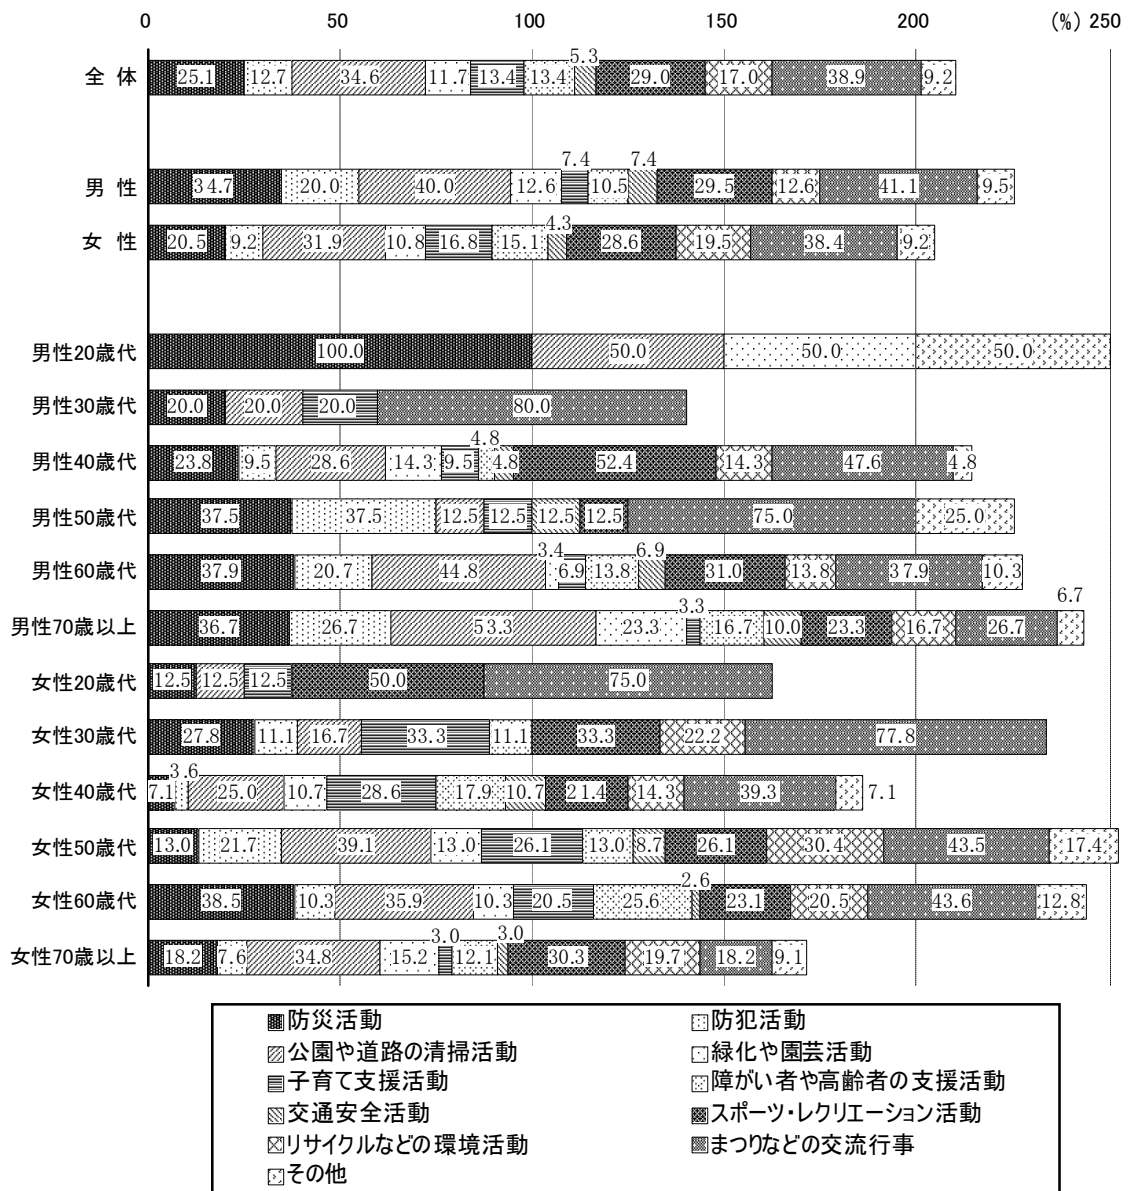 0 50 100 150 200 (%) 250
5.3
全 体 25.1 12.7 34.6 11.7 13.4 13.4 29.0 17.0 38.9 9.2
7.4 7.4
男 性 34.7 20.0 40.0 12.6 10.5 29.5 12.6 41.1 9.5
4.3
女 性 20.5 9.2 31.9 10.8 16.8 15.1 28.6 19.5 38.4 9.2
男性20歳代 100.0 50.0 50.0 50.0
男性30歳代 20.0 20.0 20.0 80.0
4.8
男性40歳代 23.8 9.5 28.6 14.3 9.5 4.8 52.4 14.3 47.6 4.8
男性50歳代 37.5 37.5 12.5 12.5 12.5 12.5 75.0 25.0
3.4 6.9
男性60歳代 37.9 20.7 44.8 6.9 13.8 31.0 13.8 37.9 10.3
3.3 6.7
男性70歳以上 36.7 26.7 53.3 23.3 16.7 10.0 23.3 16.7 26.7
女性20歳代 12.5 12.5 12.5 50.0 75.0
女性30歳代 27.8 11.1 16.7 33.3 11.1 33.3 22.2 77.8
3.6
女性40歳代 7.1 25.0 10.7 28.6 17.9 10.7 21.4 14.3 39.3 7.1
女性50歳代 13.0 21.7 39.1 13.0 26.1 13.0 8.7 26.1 30.4 43.5 17.4
2.6
女性60歳代 38.5 10.3 35.9 10.3 20.5 25.6 23.1 20.5 43.6 12.8
3.0 3.0
女性70歳以上 18.2 7.6 34.8 15.2 12.1 30.3 19.7 18.2 9.1
防災活動 防犯活動
公園や道路の清掃活動 緑化や園芸活動
子育て支援活動 障がい者や高齢者の支援活動
交通安全活動 スポーツ・レクリエーション活動
リサイクルなどの環境活動 まつりなどの交流行事
その他